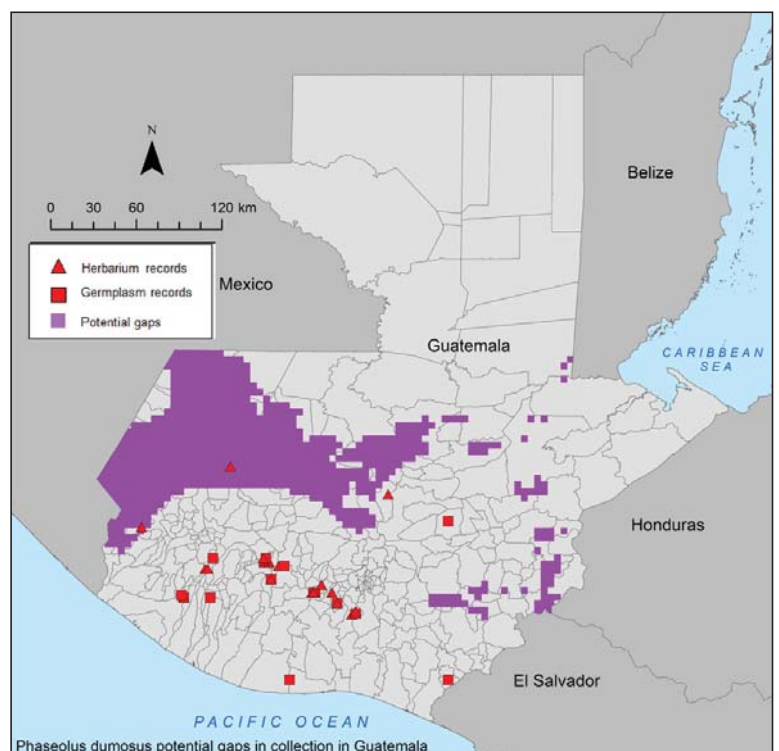 N
0 30 60 120 km
Herbarium records
Germplasm records
Potential gaps
Mexico
Belize
Guatemala
CARIBBEAN
SEA
Honduras
El Salvador
PACIFIC OCEAN
Phaseolus dumosus potential gaps in collection in Guatemala